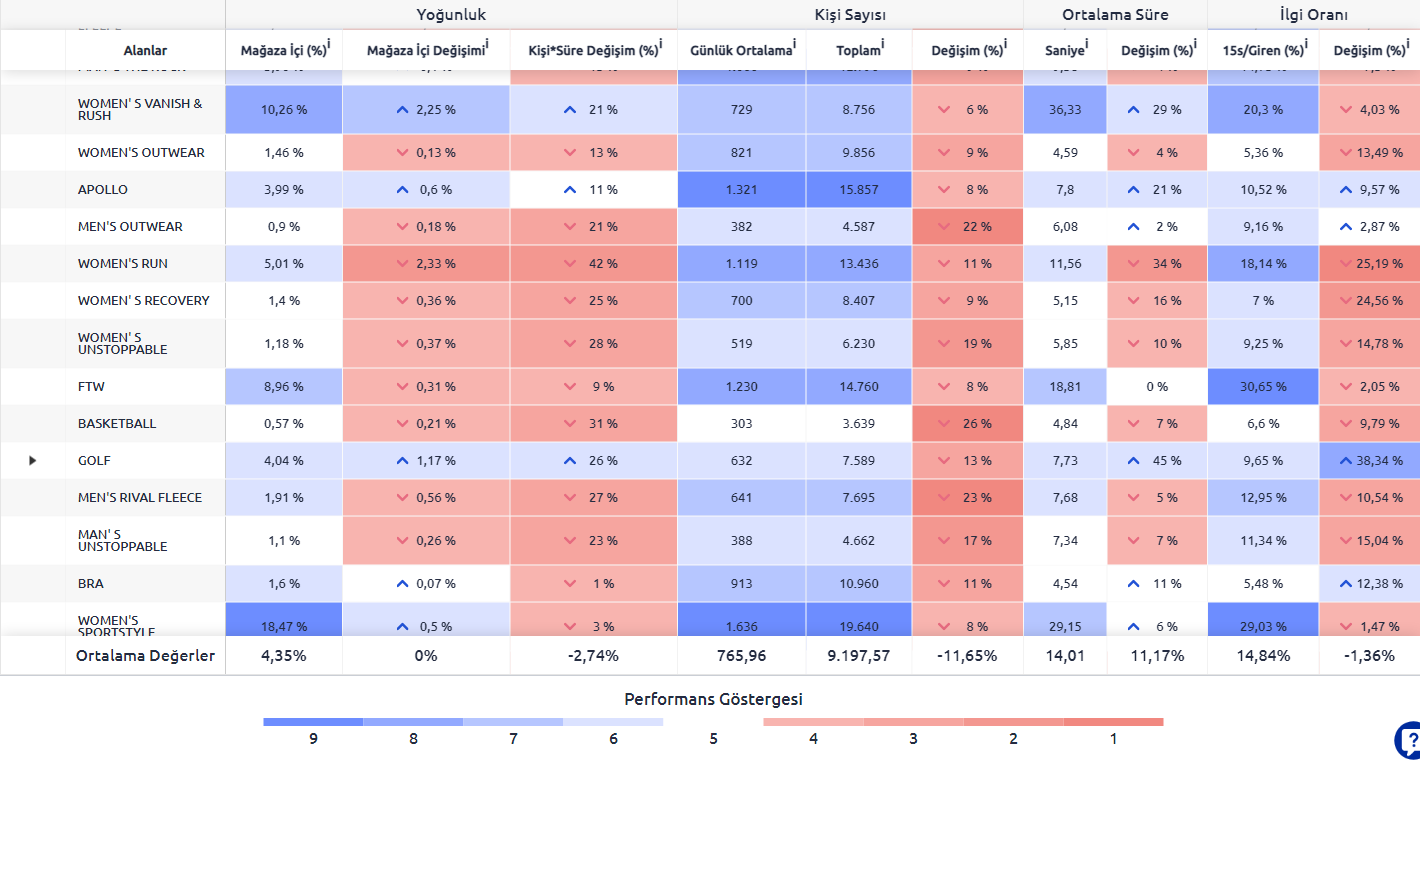 Yoğunluk Kişi Sayısı Ortalama Süre İlgi Oranı
Alanlar Mağaza İçi (%)i Mağaza İçi Değişimii Kişi*Süre Değişim (%)i Günlük Ortalamai Toplami Değişim (%)i Saniyei Değişim (%)i 15s/Giren (%)i Değişim (%)i
WOMEN' S VANISH &
RUSH 10,26 % 2,25 % 21 % 729 8.756 6 % 36,33 29 % 20,3 % 4,03 %
WOMEN'S OUTWEAR 1,46 % 0,13 % 13 % 821 9.856 9 % 4,59 4 % 5,36 % 13,49 %
APOLLO 3,99 % 0,6 % 11 % 1.321 15.857 8 % 7,8 21 % 10,52 % 9,57 %
MEN'S OUTWEAR 0,9 % 0,18 % 21 % 382 4.587 22 % 6,08 2 % 9,16 % 2,87 %
WOMEN'S RUN 5,01 % 2,33 % 42 % 1.119 13.436 11 % 11,56 34 % 18,14 % 25,19 %
WOMEN' S RECOVERY 1,4 % 0,36 % 25 % 700 8.407 9 % 5,15 16 % 7 % 24,56 %
WOMEN' S
UNSTOPPABLE 1,18 % 0,37 % 28 % 519 6.230 19 % 5,85 10 % 9,25 % 14,78 %
FTW 8,96 % 0,31 % 9 % 1.230 14.760 8 % 18,81 0 % 30,65 % 2,05 %
BASKETBALL 0,57 % 0,21 % 31 % 303 3.639 26 % 4,84 7 % 6,6 % 9,79 %
GOLF 4,04 % 1,17 % 26 % 632 7.589 13 % 7,73 45 % 9,65 % 38,34 %
MEN'S RIVAL FLEECE 1,91 % 0,56 % 27 % 641 7.695 23 % 7,68 5 % 12,95 % 10,54 %
MAN' S
UNSTOPPABLE 1,1 % 0,26 % 23 % 388 4.662 17 % 7,34 7 % 11,34 % 15,04 %
BRA 1,6 % 0,07 % 1 % 913 10.960 11 % 4,54 11 % 5,48 % 12,38 %
WOMEN'S
SPORTSTYLE 18,47 % 0,5 % 3 % 1.636 19.640 8 % 29,15 6 % 29,03 % 1,47 %
Ortalama Değerler 4,35% 0% -2,74% 765,96 9.197,57 -11,65% 14,01 11,17% 14,84% -1,36%
Performans Göstergesi
9 8 7 6 5 4 3 2 1
?